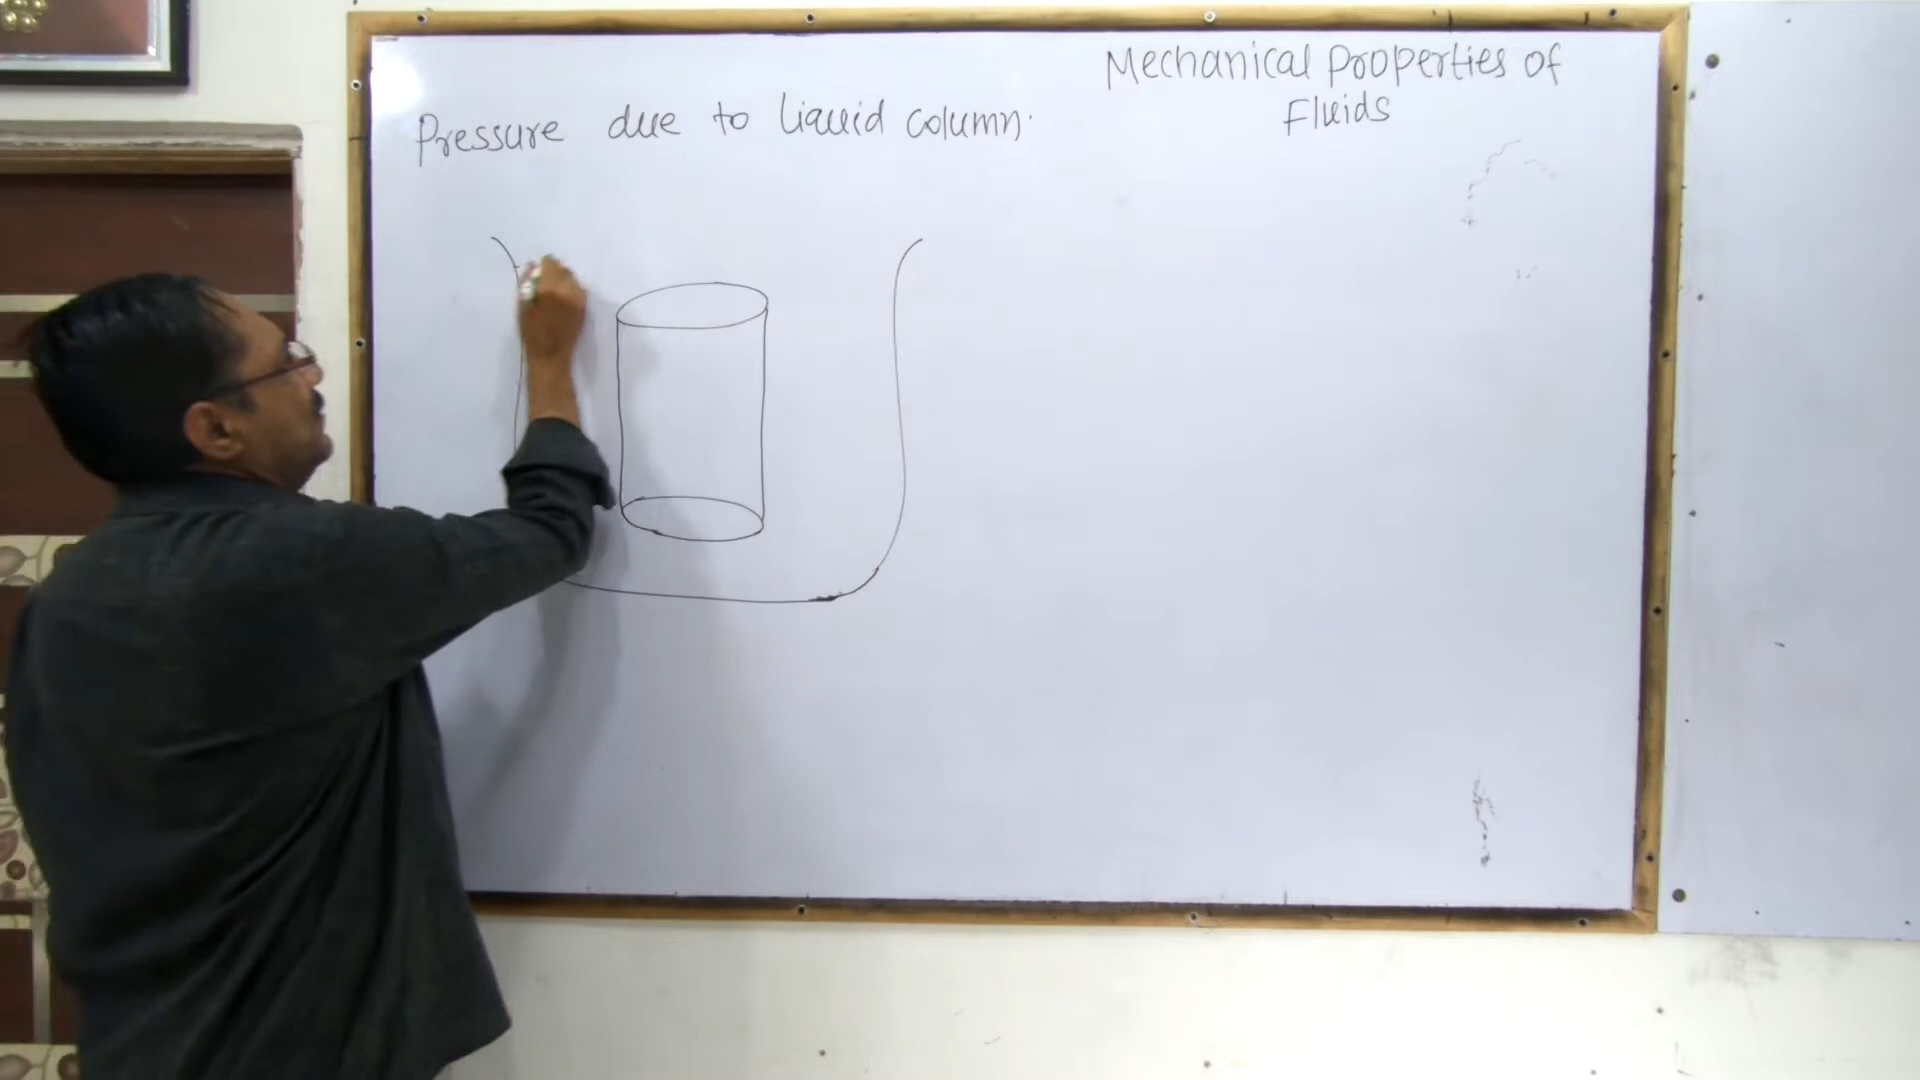 Mechanical Properties of
Fluids
Pressure due to liquid column.